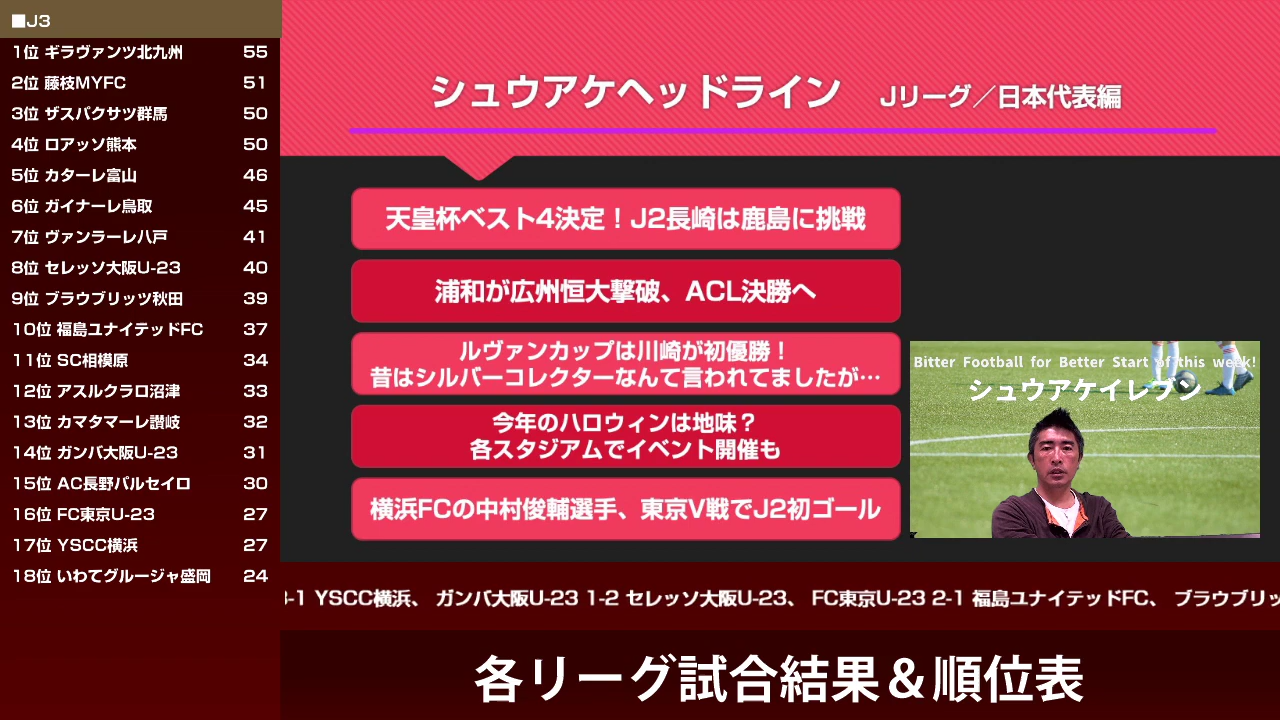 ■J3
1位 ギラヴァンツ北九州 55
2位 藤枝MYFC 51
3位 ザスパクサツ群馬 50
4位 ロアッソ熊本 50
5位 カターレ富山 46
6位 ガイナーレ鳥取 45
7位 ヴァンラーレ八戸 41
8位 セレッソ大阪U-23 40
9位 ブラウブリッツ秋田 39
10位 福島ユナイテッドFC 37
11位 SC相模原 34
12位 アスルクラロ沼津 33
13位 カマタマーレ讃岐 32
14位 ガンバ大阪U-23 31
15位 AC長野パルセイロ 30
16位 FC東京U-23 27
17位 YSCC横浜 27
18位 いわてグルージャ盛岡 24
シュウアケヘッドライン Jリーグ／日本代表編
天皇杯ベスト4決定！J2長崎は鹿島に挑戦
浦和が広州恒大撃破、ACL決勝へ
ルヴァンカップは川崎が初優勝！
昔はシルバーコレクターなんて言われてましたが…
今年のハロウィンは地味？
各スタジアムでイベント開催も
横浜FCの中村俊輔選手、東京V戦でJ2初ゴール
Bitter Football for Better Start of this week!
シュウアケイレブン
-1 YSCC横浜、 ガンバ大阪U-23 1-2 セレッソ大阪U-23、 FC東京U-23 2-1 福島ユナイテッドFC、 ブラウブリッ
各リーグ試合結果＆順位表